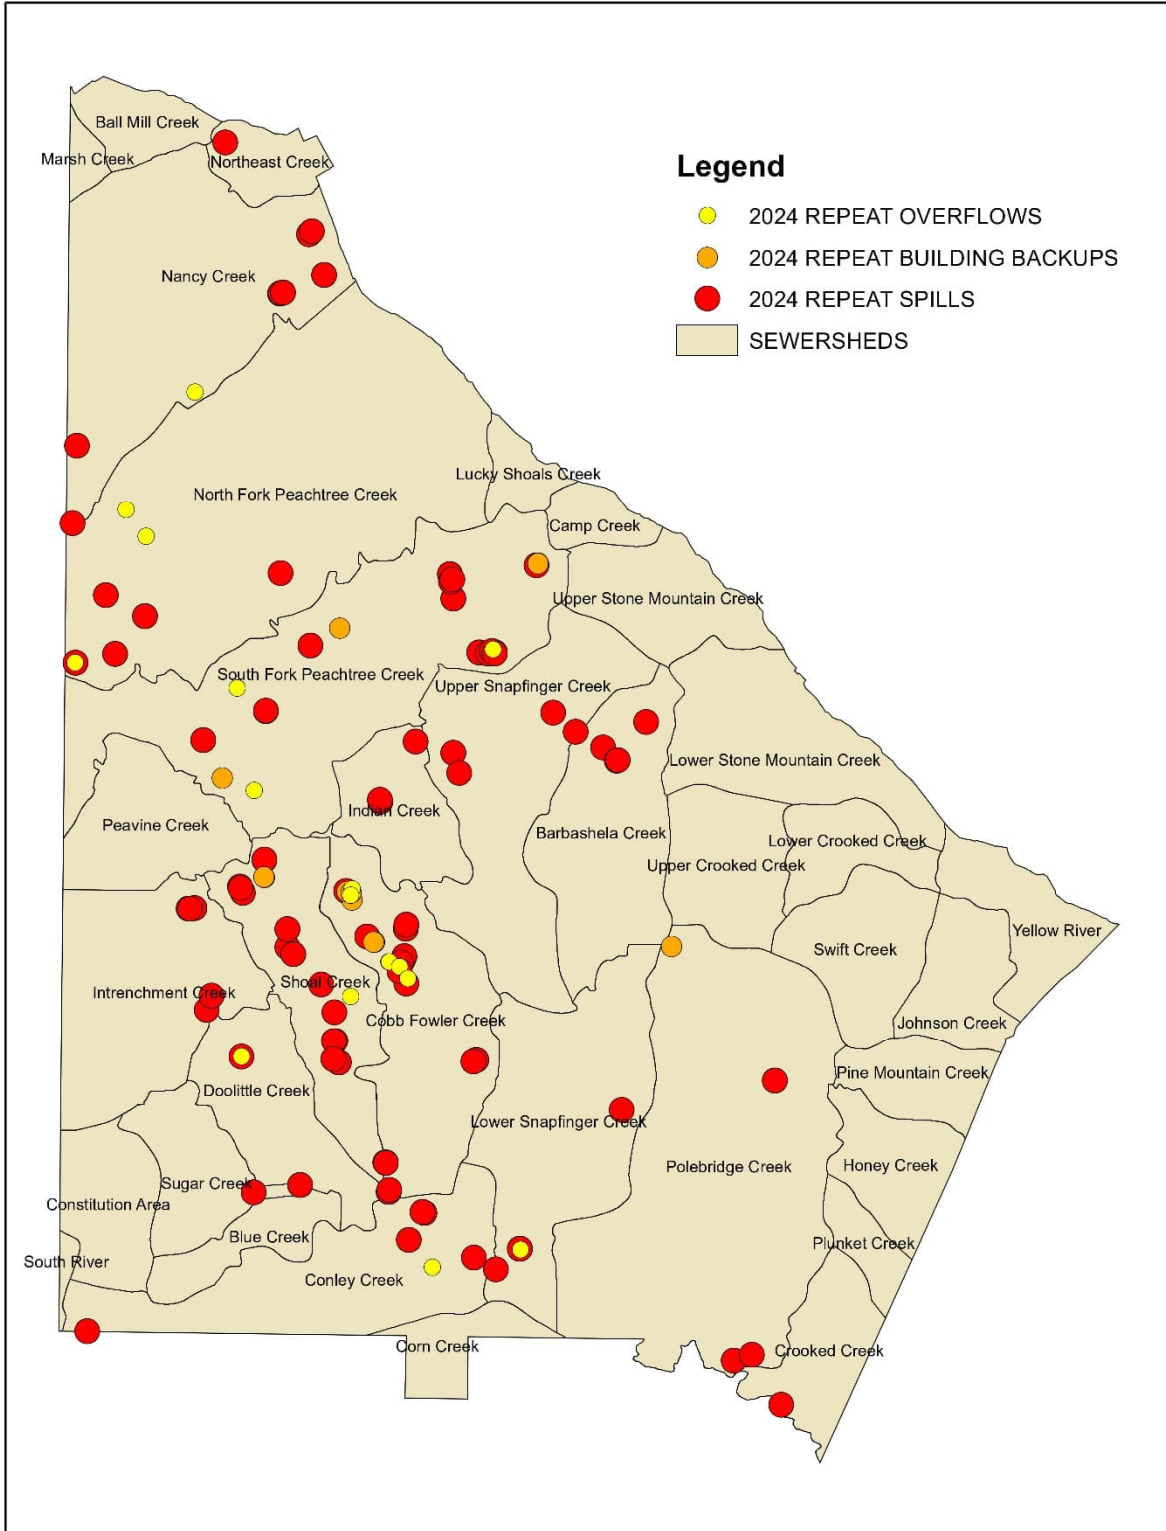 Ball Mill Creek
Marsh Creek
Northeast Creek
Legend
2024 REPEAT OVERFLOWS
2024 REPEAT BUILDING BACKUPS
Nancy Creek
2024 REPEAT SPILLS
SEWERSHEDS
Lucky Shoals Creek
North Fork Peachtree Creek
Camp Creek
Upper Stone Mountain Creek
South Fork Peachtree Creek
Upper Snapfinger Creek
Lower Stone Mountain Creek
Indian Creek
Peavine Creek
Barbashela Creek
Lower Crooked Creek
Upper Crooked Creek
Yellow River
Swift Creek
Shoal Creek
Intrenchment Creek
Cobb Fowler Creek
Johnson Creek
Pine Mountain Creek
Doolittle Creek
Lower Snapfinger Creek
Polebridge Creek
Honey Creek
Sugar Creek
Constitution Area
Blue Creek
Plunket Creek
South River
Conley Creek
Corn Creek
Crooked Creek